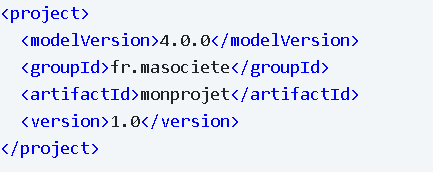 <project>
  <modelVersion>4.0.0</modelVersion>
  <groupId>fr.masociete</groupId>
  <artifactId>monprojet</artifactId>
  <version>1.0</version>
</project>